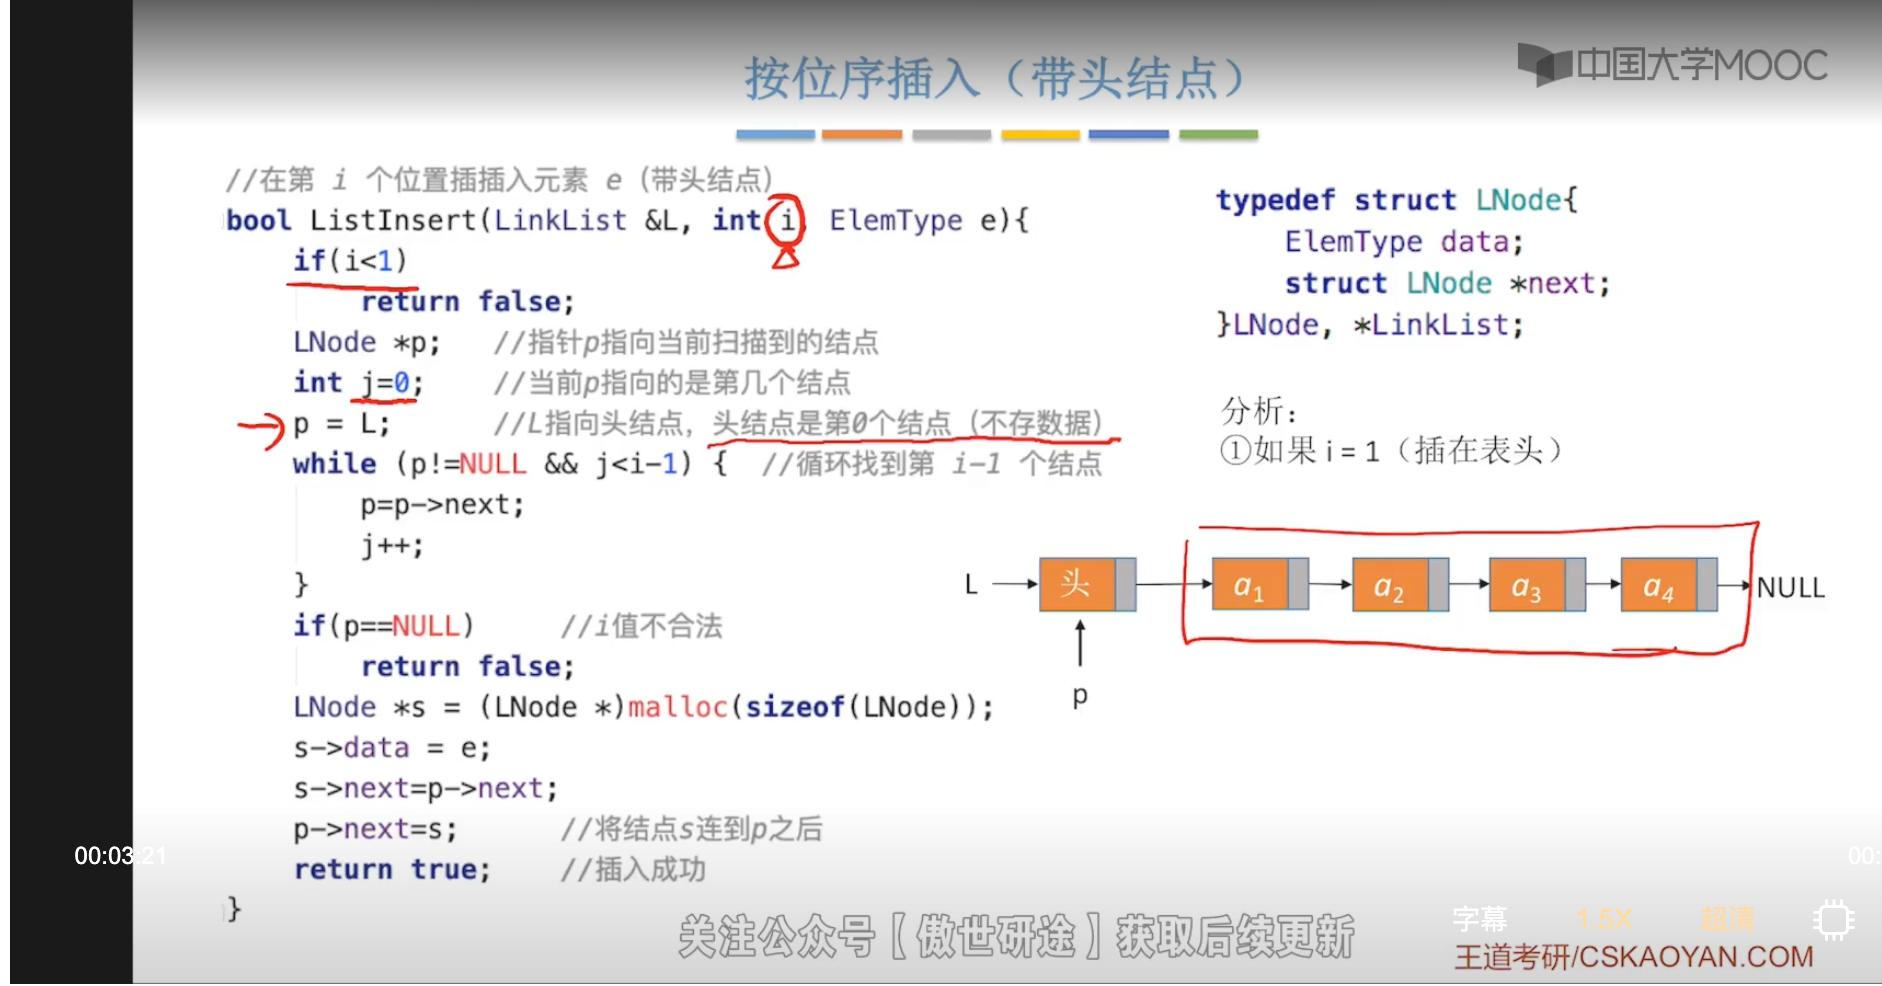 按位序插入（带头结点）
中国大学MOOC
//在第 i 个位置插插入元素 e（带头结点）
bool ListInsert(LinkList &L, int i, ElemType e){
if(i<1)
return false;
LNode *p; //指针p指向当前扫描到的结点
int j=0; //当前p指向的是第几个结点
p = L; //L指向头结点，头结点是第0个结点（不存数据）
while (p!=NULL && j<i-1) { //循环找到第 i-1 个结点
p=p->next;
j++;
}
if(p==NULL) //i值不合法
return false;
LNode *s = (LNode *)malloc(sizeof(LNode));
s->data = e;
s->next=p->next;
p->next=s; //将结点s连到p之后
return true; //插入成功
}
typedef struct LNode{
ElemType data;
struct LNode *next;
}LNode, *LinkList;
分析：
①如果 i = 1（插在表头）
L 头 a1 a2 a3 a4 NULL
p
00:03:21
00:
字幕 1.5X 超清
关注公众号【傲世研途】获取后续更新
王道考研/CSKAOYAN.COM